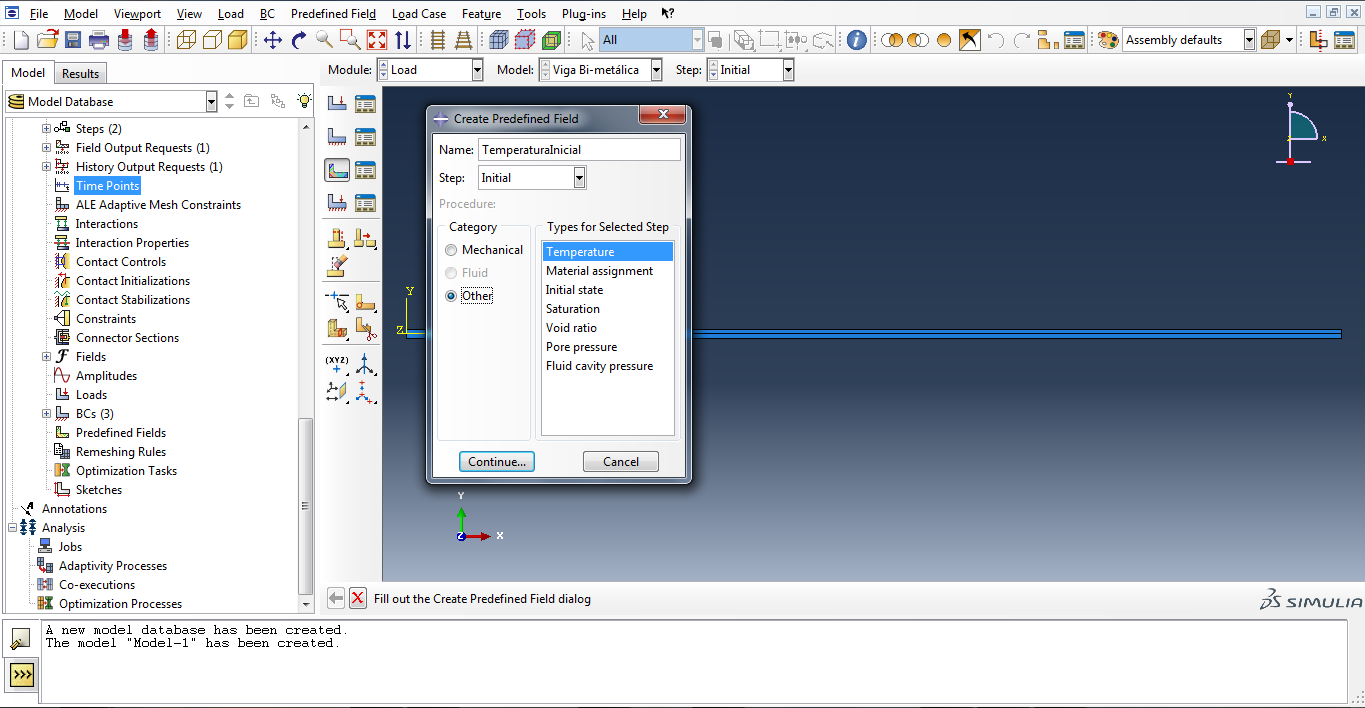 File Model Viewport View Load BC Predefined Field Load Case Feature Tools Plug-ins Help ?
All Assembly defaults
Model Results Module: Load Model: Viga Bi-metálica Step: Initial
Model Database
Steps (2)
Field Output Requests (1)
History Output Requests (1)
Time Points
ALE Adaptive Mesh Constraints
Interactions
Interaction Properties
Contact Controls
Contact Initializations
Contact Stabilizations
Constraints
Connector Sections
Fields
Amplitudes
Loads
BCs (3)
Predefined Fields
Remeshing Rules
Optimization Tasks
Sketches
Annotations
Analysis
Jobs
Adaptivity Processes
Co-executions
Optimization Processes
(XYZ)
Create Predefined Field
Name: TemperaturaInicial
Step: Initial
Procedure:
Category
Mechanical
Fluid
Other
Types for Selected Step
Temperature
Material assignment
Initial state
Saturation
Void ratio
Pore pressure
Fluid cavity pressure
Continue... Cancel
Y
X
Y
Z
Y
Z X
Fill out the Create Predefined Field dialog
SIMULIA
A new model database has been created.
The model "Model-1" has been created.
>>>